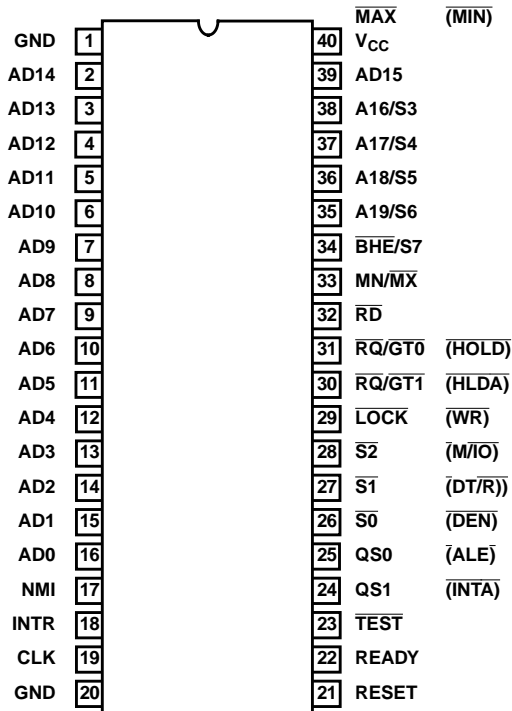 MAX (MIN)
GND 1 40 VCC
AD14 2 39 AD15
AD13 3 38 A16/S3
AD12 4 37 A17/S4
AD11 5 36 A18/S5
AD10 6 35 A19/S6
AD9 7 34 BHE/S7
AD8 8 33 MN/MX
AD7 9 32 RD
AD6 10 31 RQ/GT0 (HOLD)
AD5 11 30 RQ/GT1 (HLDA)
AD4 12 29 LOCK (WR)
AD3 13 28 S2 (M/IO)
AD2 14 27 S1 (DT/R))
AD1 15 26 S0 (DEN)
AD0 16 25 QS0 (ALE)
NMI 17 24 QS1 (INTA)
INTR 18 23 TEST
CLK 19 22 READY
GND 20 21 RESET